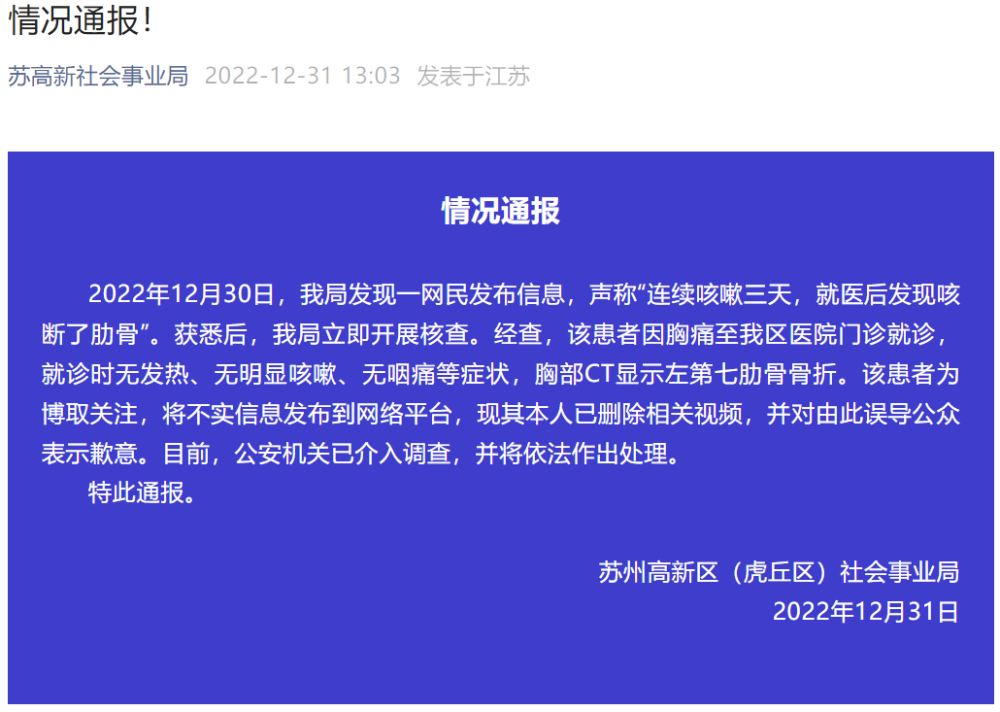 情况通报！
苏高新社会事业局 2022-12-31 13:03 发表于江苏
情况通报
2022年12月30日，我局发现一网民发布信息，声称“连续咳嗽三天，就医后发现咳
断了肋骨”。获悉后，我局立即开展核查。经查，该患者因胸痛至我区医院门诊就诊，
就诊时无发热、无明显咳嗽、无咽痛等症状，胸部CT显示左第七肋骨骨折。该患者为
博取关注，将不实信息发布到网络平台，现其本人已删除相关视频，并对由此误导公众
表示歉意。目前，公安机关已介入调查，并将依法作出处理。
特此通报。
苏州高新区（虎丘区）社会事业局
2022年12月31日